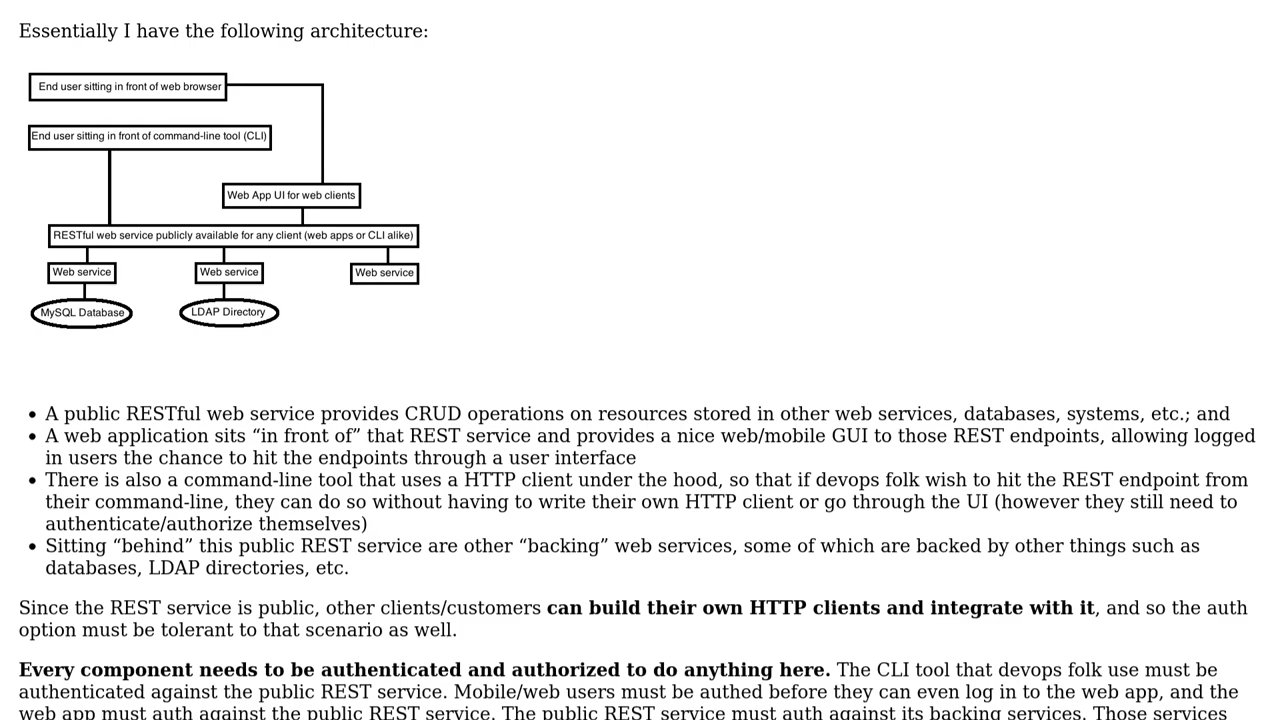 Essentially I have the following architecture:
End user sitting in front of web browser
End user sitting in front of command-line tool (CLI)
Web App UI for web clients
RESTful web service publicly available for any client (web apps or CLI alike)
Web service
Web service
Web service
MySQL Database
LDAP Directory
• A public RESTful web service provides CRUD operations on resources stored in other web services, databases, systems, etc.; and
• A web application sits “in front of” that REST service and provides a nice web/mobile GUI to those REST endpoints, allowing logged
in users the chance to hit the endpoints through a user interface
• There is also a command-line tool that uses a HTTP client under the hood, so that if devops folk wish to hit the REST endpoint from
their command-line, they can do so without having to write their own HTTP client or go through the UI (however they still need to
authenticate/authorize themselves)
• Sitting “behind” this public REST service are other “backing” web services, some of which are backed by other things such as
databases, LDAP directories, etc.
Since the REST service is public, other clients/customers can build their own HTTP clients and integrate with it, and so the auth
option must be tolerant to that scenario as well.
Every component needs to be authenticated and authorized to do anything here. The CLI tool that devops folk use must be
authenticated against the public REST service. Mobile/web users must be authed before they can even log in to the web app, and the
web app must auth against the public REST service. The public REST service must auth against its backing services. Those services